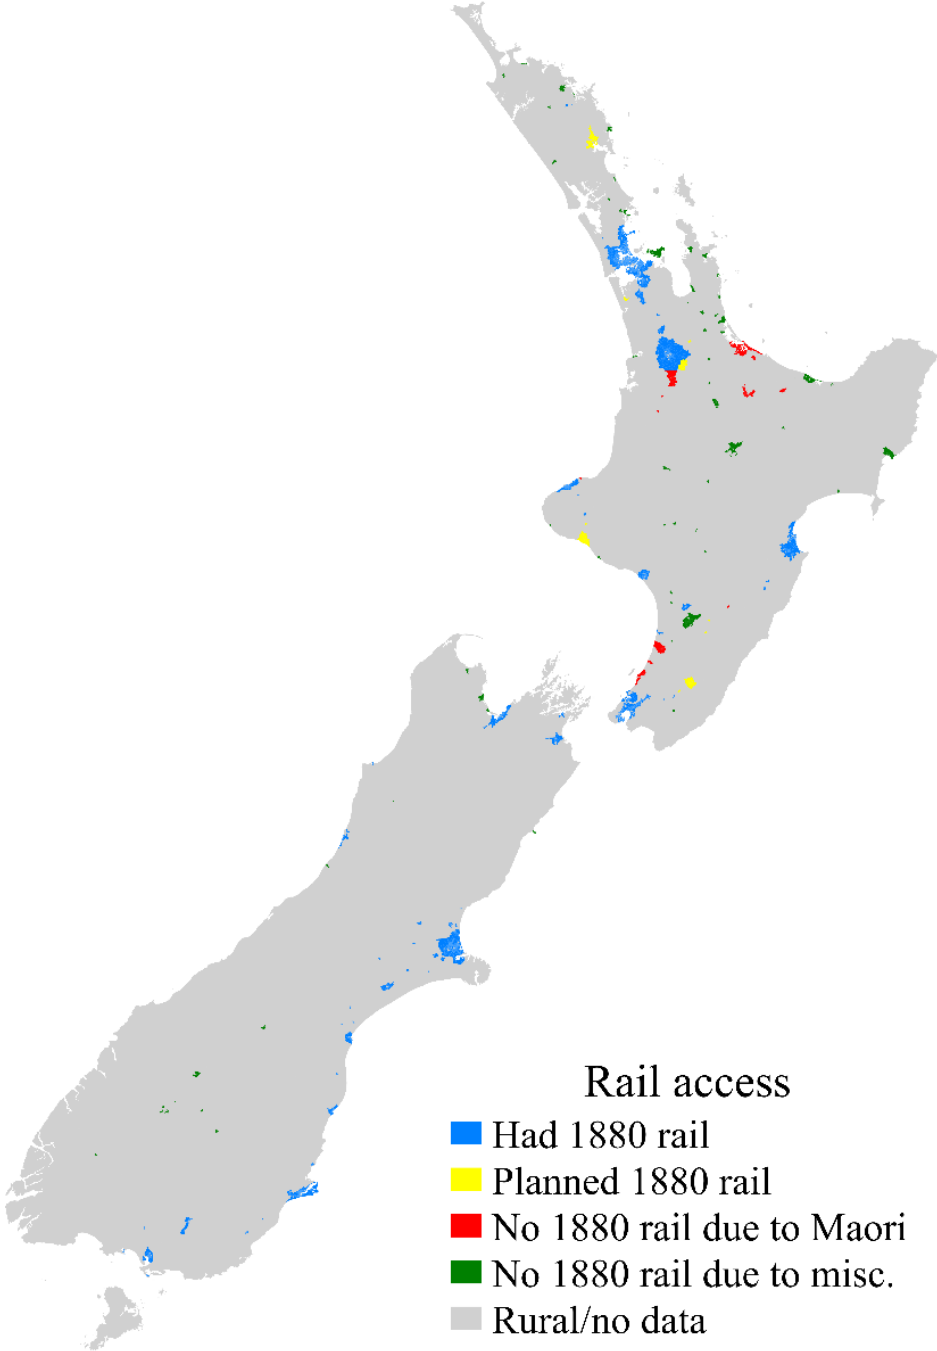 Rail access
Had 1880 rail
Planned 1880 rail
No 1880 rail due to Maori
No 1880 rail due to misc.
Rural/no data